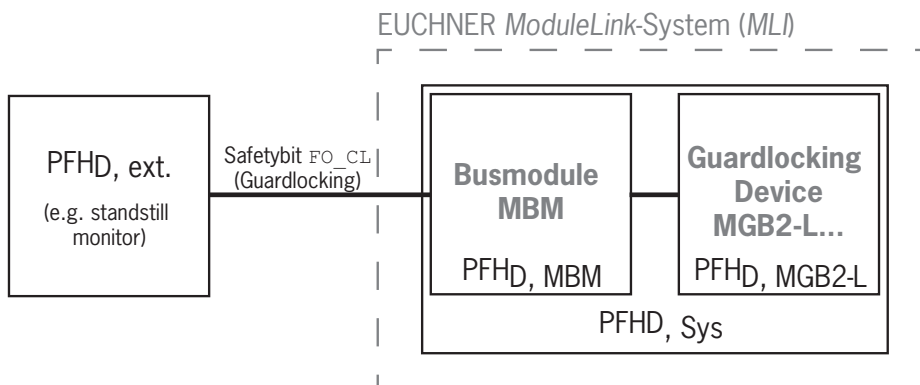 EUCHNER ModuleLink-System (MLI)
PFHD, ext.
(e.g. standstill
monitor)
Safetybit FO_CL
(Guardlocking)
Busmodule
MBM
PFHD, MBM
Guardlocking
Device
MGB2-L...
PFHD, MGB2-L
PFHD, Sys